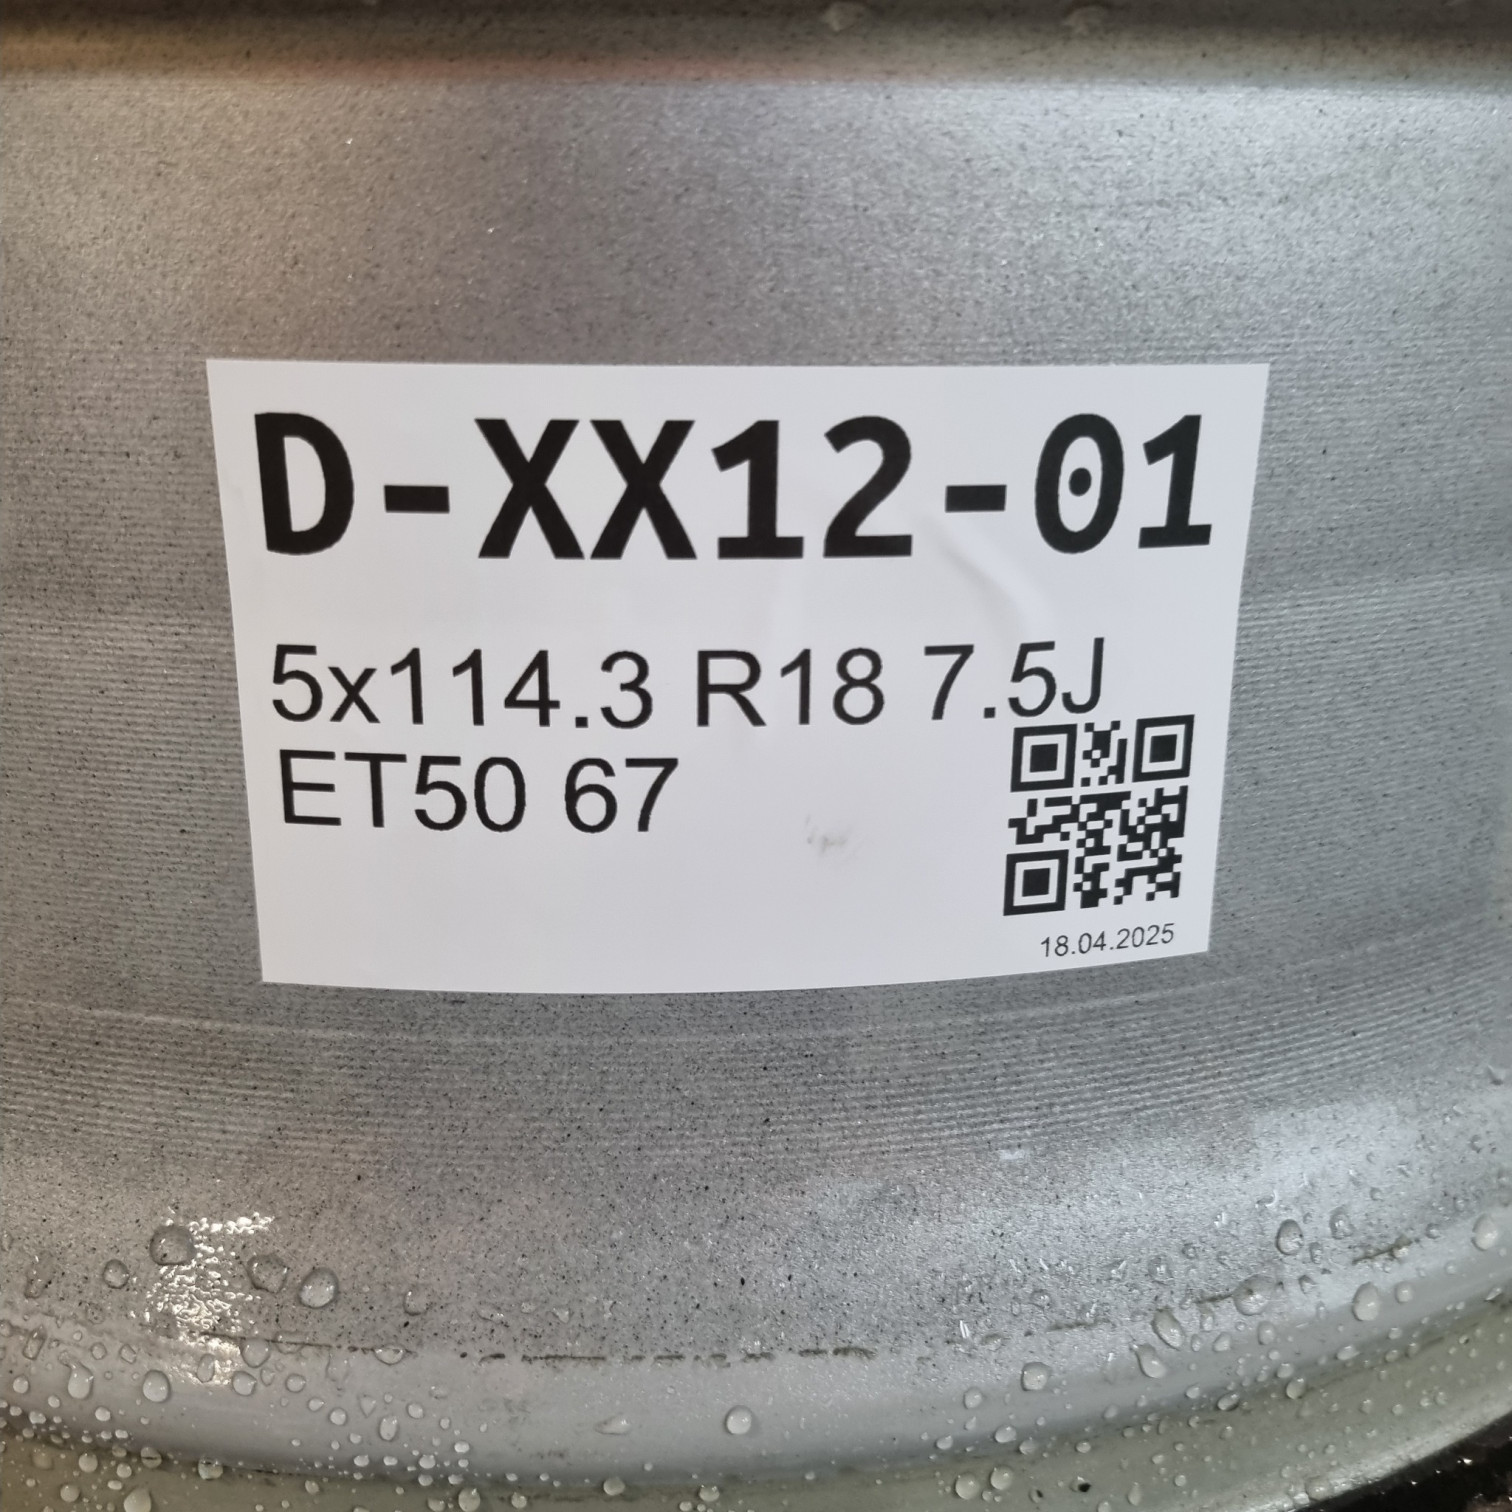 D-XX12-01
5x114.3 R18 7.5J
ET50 67
18.04.2025